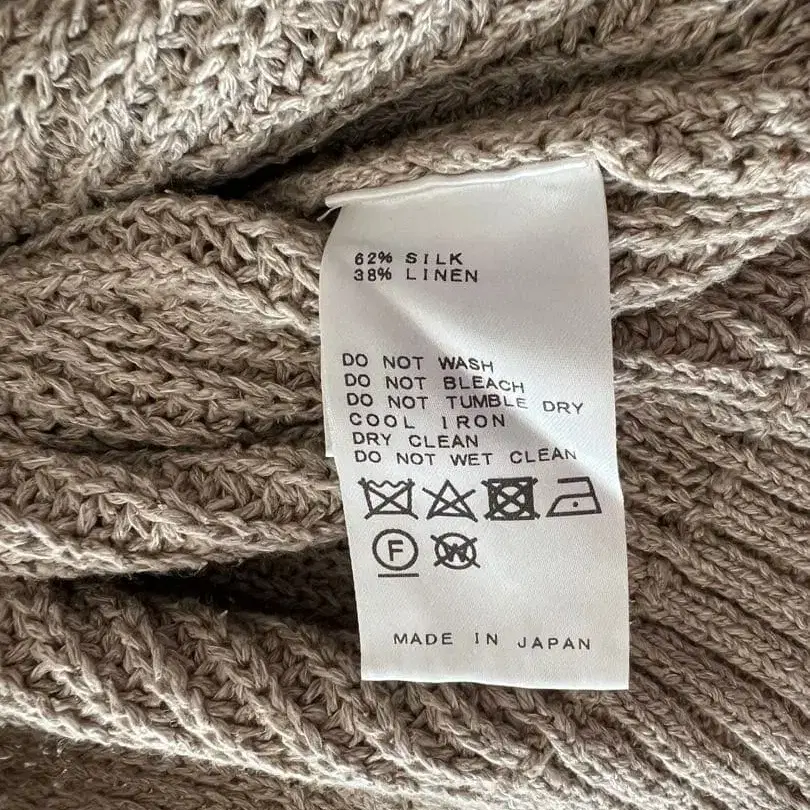 62% SILK
38% LINEN
DO NOT WASH
DO NOT BLEACH
DO NOT TUMBLE DRY
COOL IRON
DRY CLEAN
DO NOT WET CLEAN
F W
MADE IN JAPAN